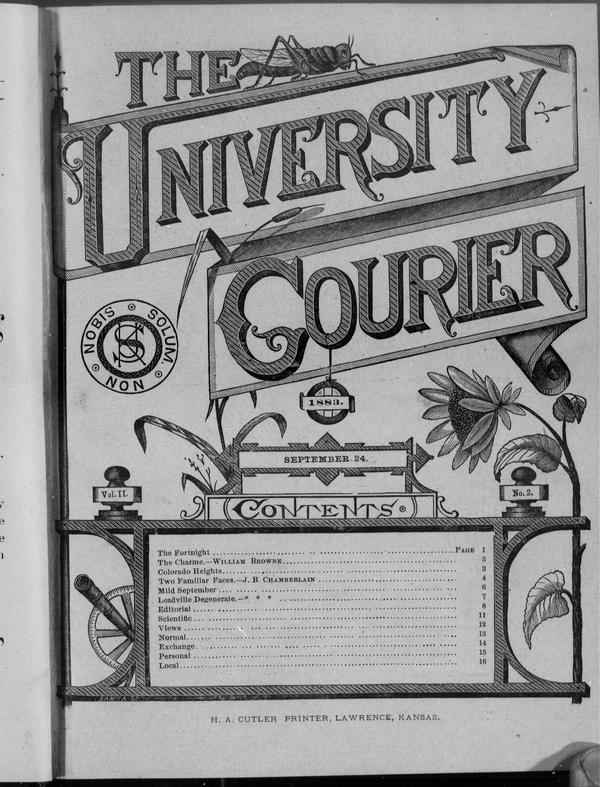 THE
UNIVERSITY
COURIER
NON NOBIS SOLUM.
1883.
SEPTEMBER 24.
Vol. II.
No. 2.
CONTENTS
The Fortnight ... PAGE 1
The Charme.—WILLIAM BROWNE ... 3
Colorado Heights ... 3
Two Familiar Faces.—J. B. CHAMBERLAIN ... 4
Mild September ... 6
Leadville Degenerate.—* * * ... 7
Editorial ... 8
Scientific ... 11
Views ... 12
Normal ... 13
Exchange ... 14
Personal ... 15
Local ... 16
H. A. CUTLER PRINTER, LAWRENCE, KANSAS.